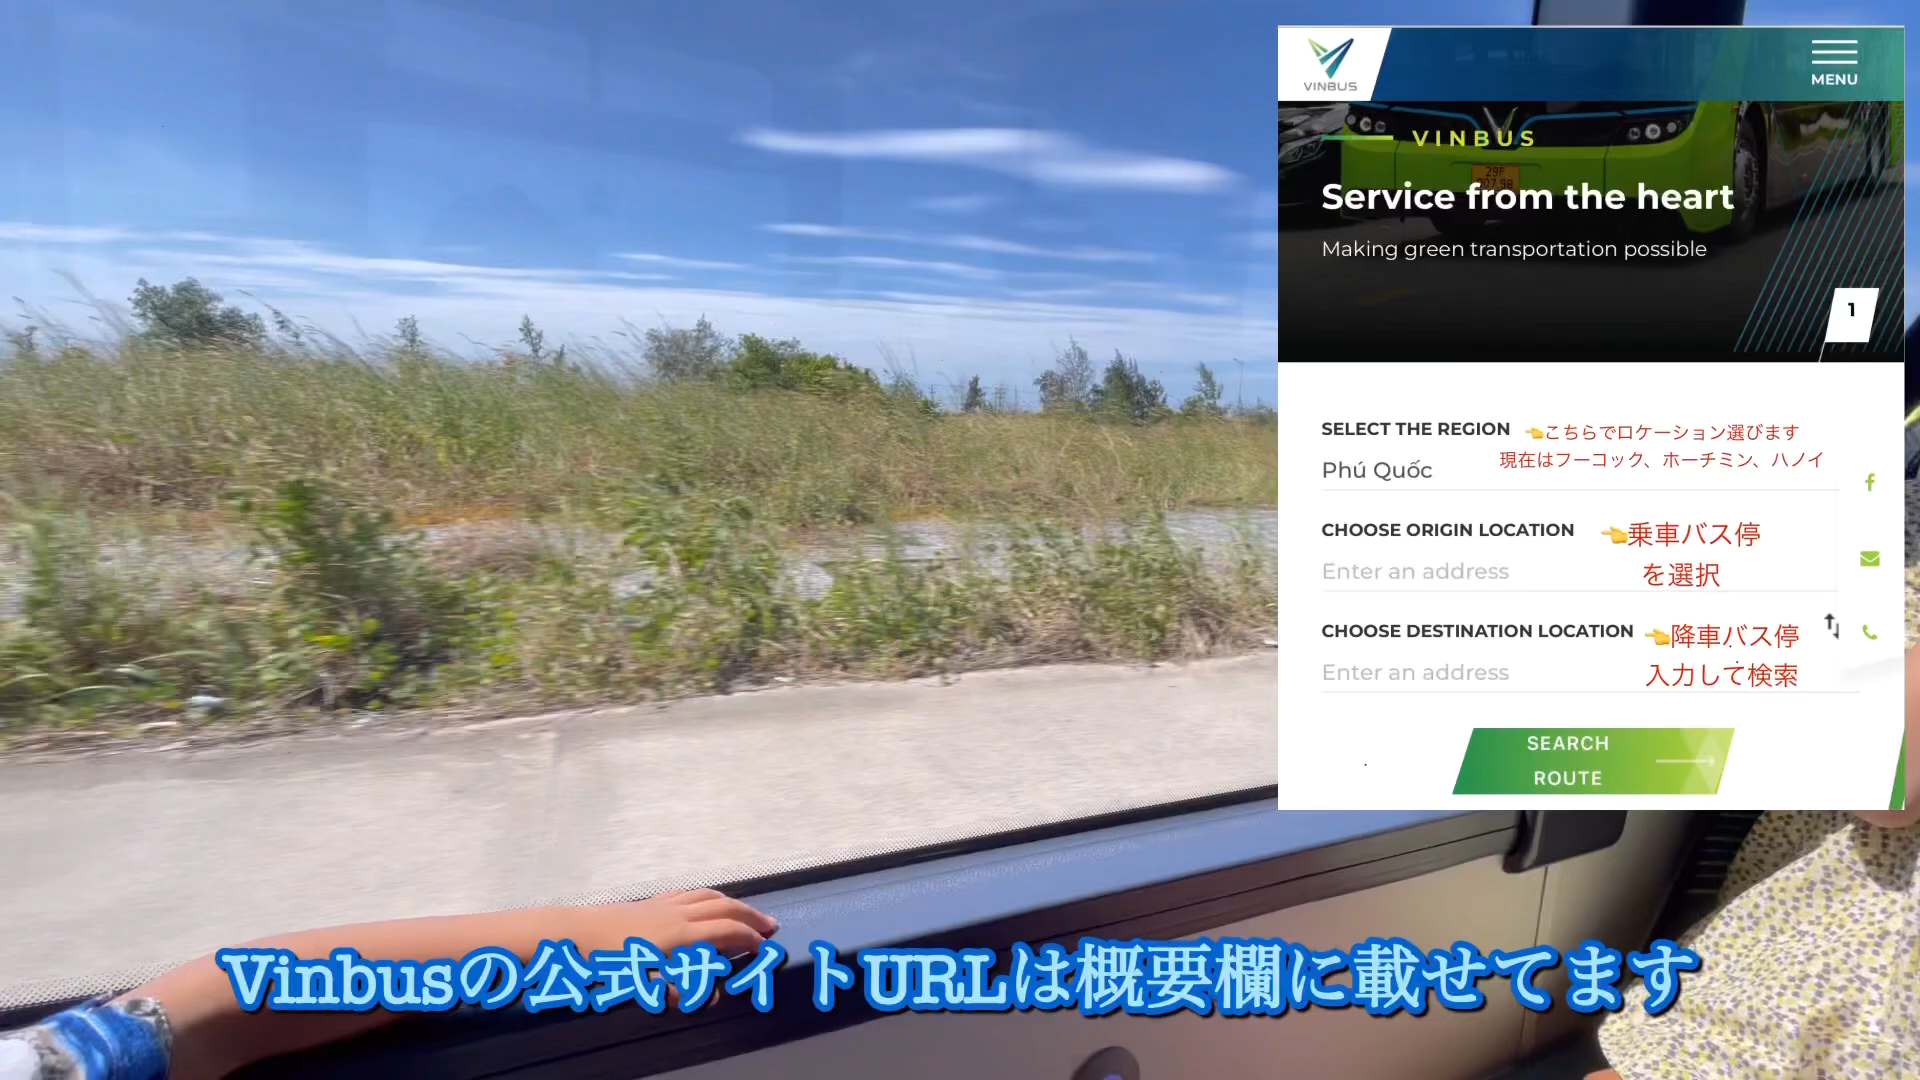 VINBUS
MENU
VINBUS
Service from the heart
Making green transportation possible
1
SELECT THE REGION 👈こちらでロケーション選びます
Phú Quốc 現在はフーコック、ホーチミン、ハノイ
CHOOSE ORIGIN LOCATION 👈乗車バス停
Enter an address を選択
CHOOSE DESTINATION LOCATION 👈降車バス停
Enter an address 入力して検索
SEARCH
ROUTE
Vinbusの公式サイトURLは概要欄に載せてます